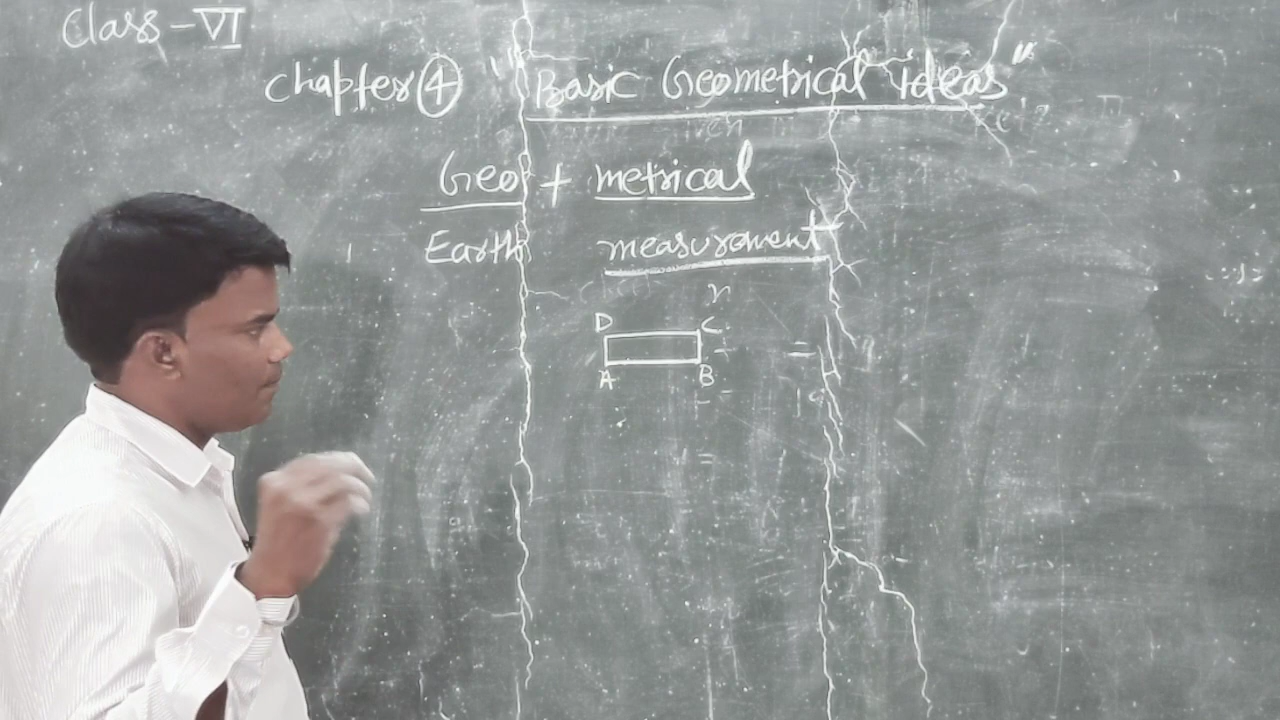 Class - VI
Chapter 4 "Basic Geometrical ideas"
Geo + metrical
Earth measurement
D C
A B